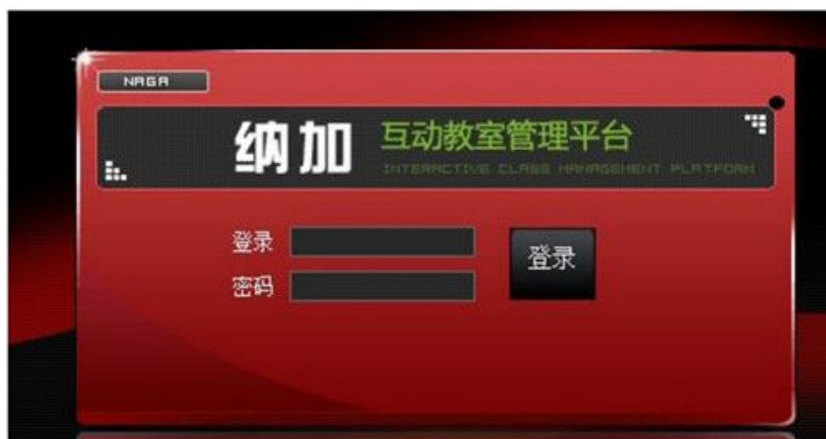 NAGA
纳加 互动教室管理平台
INTERACTIVE CLASS MANAGEMENT PLATFORM
登录
登录
密码